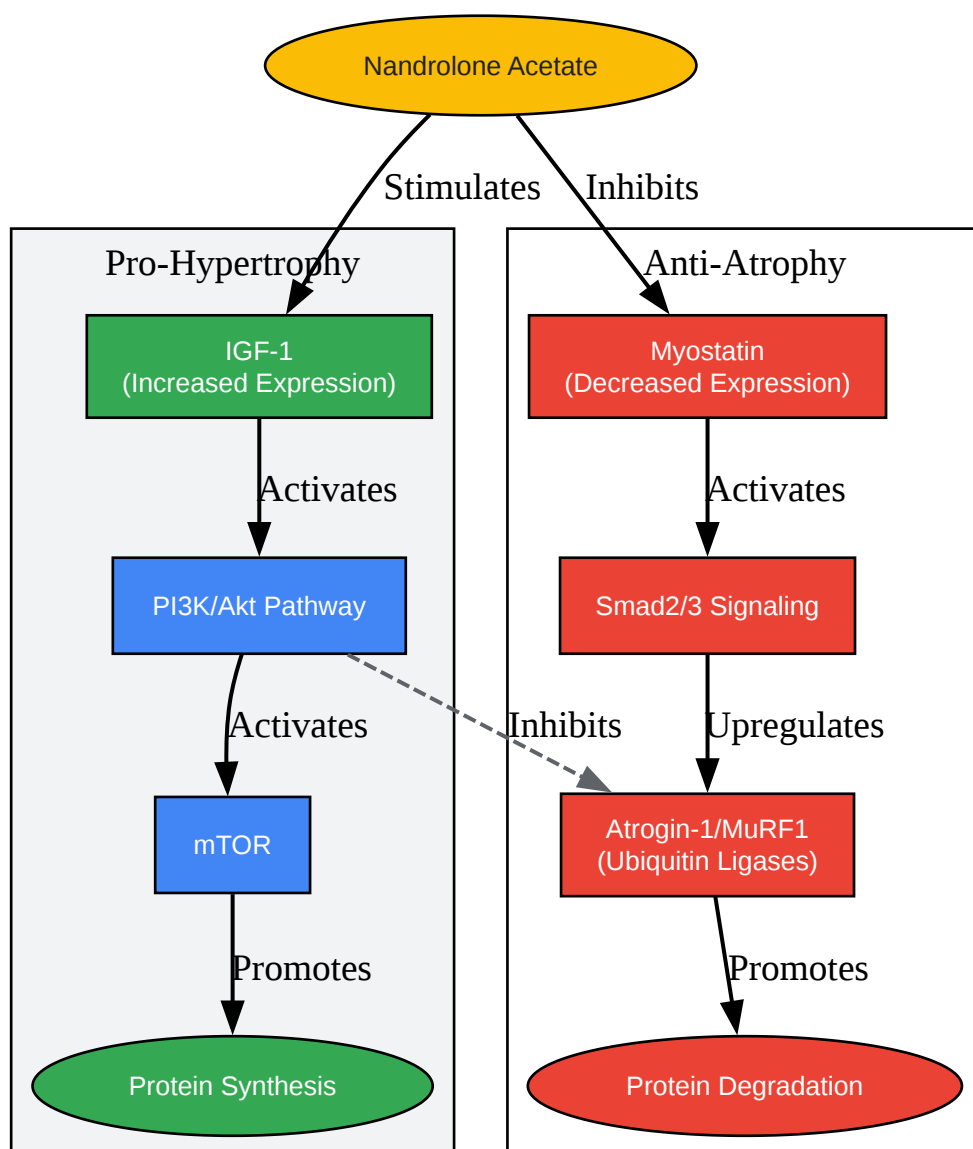 Nandrolone Acetate
Stimulates
Inhibits
Pro-Hypertrophy
Anti-Atrophy
IGF-1
(Increased Expression)
Myostatin
(Decreased Expression)
Activates
Activates
PI3K/Akt Pathway
Smad2/3 Signaling
Activates
Inhibits
Upregulates
mTOR
Atrogin-1/MuRF1
(Ubiquitin Ligases)
Promotes
Promotes
Protein Synthesis
Protein Degradation